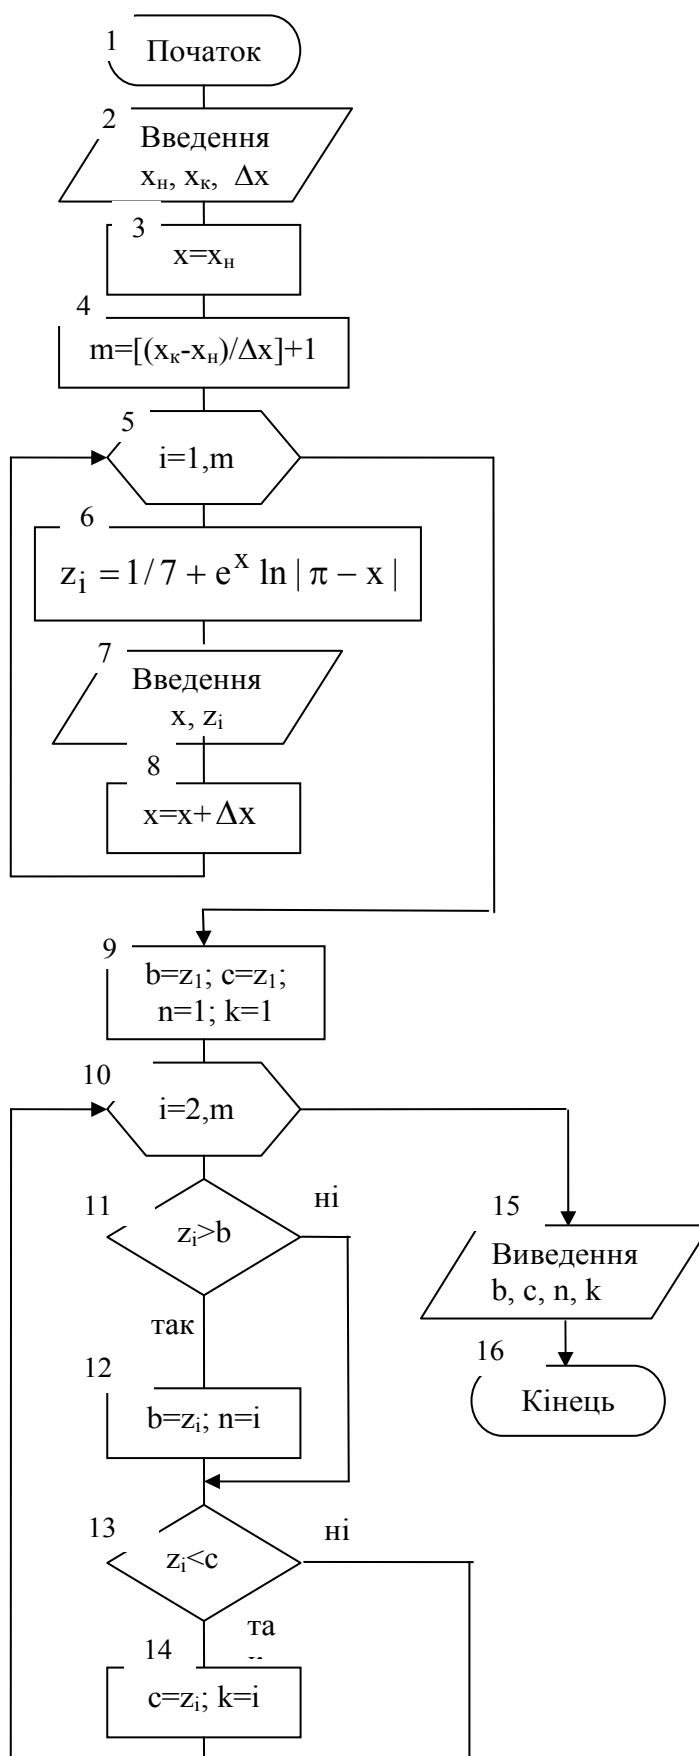 1
Початок
2
Введення
xн, xк, Δx
3
x=xн
4
m=[(xк-xн)/Δx]+1
5
i=1,m
6
zi = 1/7 + e^x ln | π − x |
7
Введення
x, zi
8
x=x+Δx
9
b=z1; c=z1;
n=1; k=1
10
i=2,m
11
ні
zi>b
так
12
b=zi; n=i
13
ні
zi<c
та
14
c=zi; k=i
15
Виведення
b, c, n, k
16
Кінець